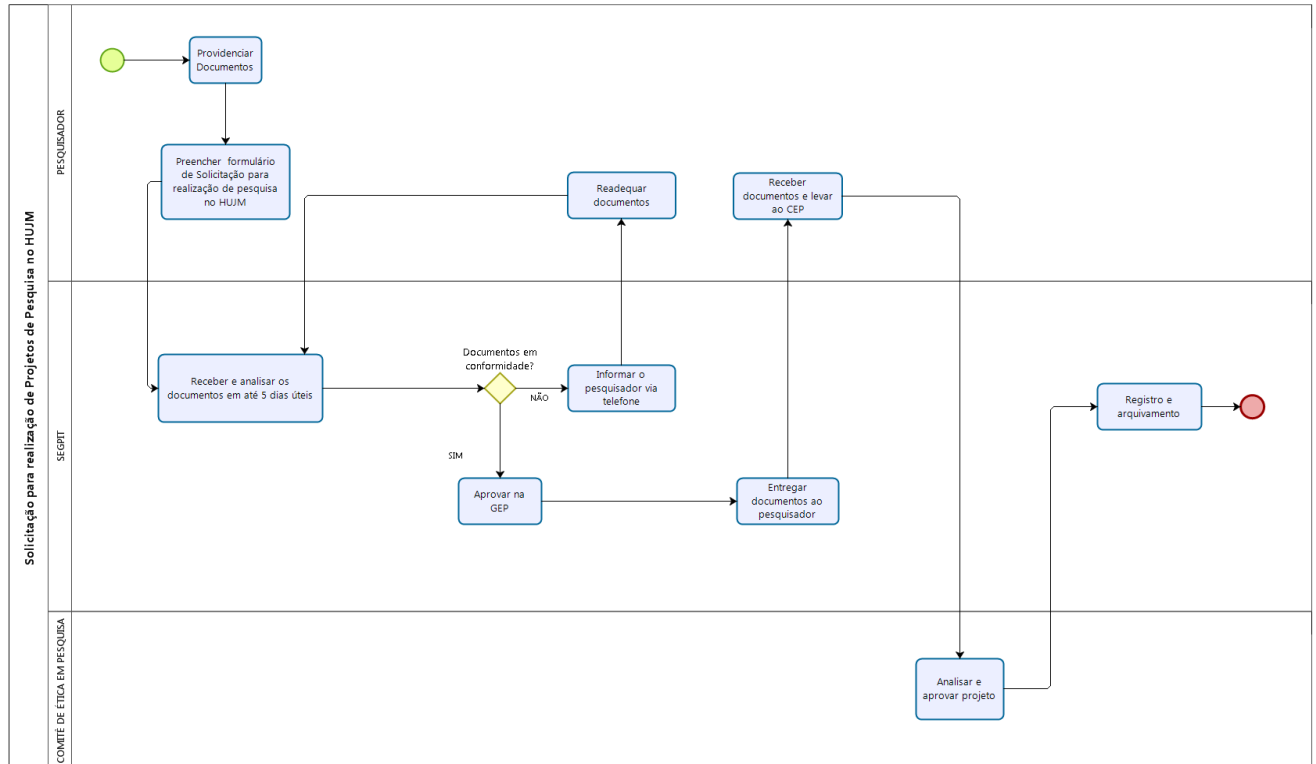 Solicitação para realização de Projetos de Pesquisa no HUJM
PESQUISADOR
Providenciar
Documentos
Preencher formulário
de Solicitação para
realização de pesquisa
no HUJM
Readequar
documentos
Receber
documentos e levar
ao CEP
SEGPIT
Receber e analisar os
documentos em até 5 dias úteis
Documentos em
conformidade?
NÃO
SIM
Informar o
pesquisador via
telefone
Aprovar na
GEP
Entregar
documentos ao
pesquisador
Registro e
arquivamento
COMITÊ DE ÉTICA EM PESQUISA
Analisar e
aprovar projeto